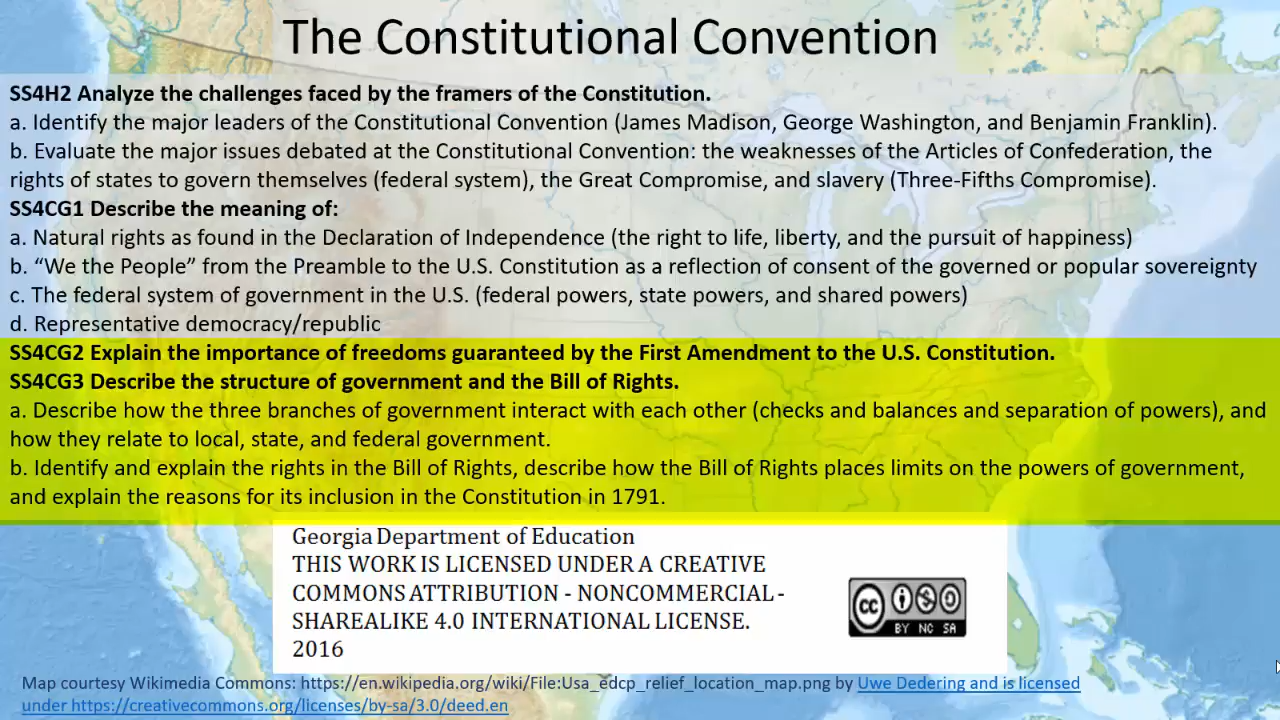 The Constitutional Convention
SS4H2 Analyze the challenges faced by the framers of the Constitution.
a. Identify the major leaders of the Constitutional Convention (James Madison, George Washington, and Benjamin Franklin).
b. Evaluate the major issues debated at the Constitutional Convention: the weaknesses of the Articles of Confederation, the
rights of states to govern themselves (federal system), the Great Compromise, and slavery (Three-Fifths Compromise).
SS4CG1 Describe the meaning of:
a. Natural rights as found in the Declaration of Independence (the right to life, liberty, and the pursuit of happiness)
b. “We the People” from the Preamble to the U.S. Constitution as a reflection of consent of the governed or popular sovereignty
c. The federal system of government in the U.S. (federal powers, state powers, and shared powers)
d. Representative democracy/republic
SS4CG2 Explain the importance of freedoms guaranteed by the First Amendment to the U.S. Constitution.
SS4CG3 Describe the structure of government and the Bill of Rights.
a. Describe how the three branches of government interact with each other (checks and balances and separation of powers), and
how they relate to local, state, and federal government.
b. Identify and explain the rights in the Bill of Rights, describe how the Bill of Rights places limits on the powers of government,
and explain the reasons for its inclusion in the Constitution in 1791.
Georgia Department of Education
THIS WORK IS LICENSED UNDER A CREATIVE
COMMONS ATTRIBUTION - NONCOMMERCIAL -
SHAREALIKE 4.0 INTERNATIONAL LICENSE.
2016
cc
BY NC SA
Map courtesy Wikimedia Commons: https://en.wikipedia.org/wiki/File:Usa_edcp_relief_location_map.png by Uwe Dedering and is licensed
under https://creativecommons.org/licenses/by-sa/3.0/deed.en